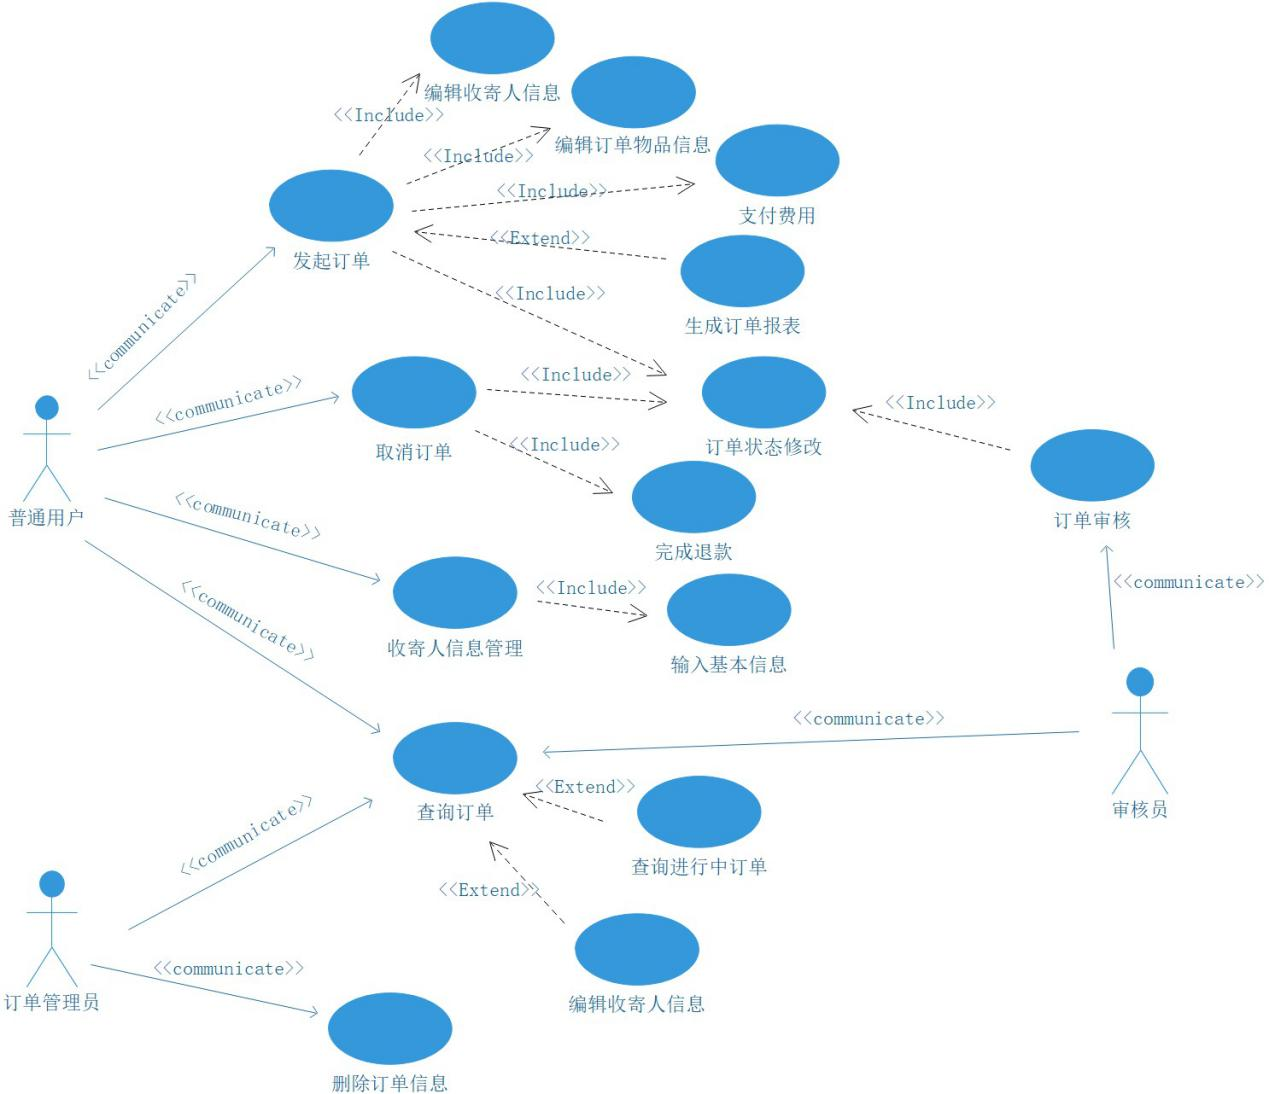 编辑收寄人信息
<<Include>>
编辑订单物品信息
<<Include>>
<<Include>>
支付费用
<<Extend>>
发起订单
<<communicate>>
<<Include>>
生成订单报表
<<Include>>
<<communicate>>
<<Include>>
取消订单
<<Include>>
订单状态修改
订单审核
普通用户
<<communicate>>
完成退款
<<communicate>>
<<Include>>
<<communicate>>
收寄人信息管理
输入基本信息
<<communicate>>
<<Extend>>
查询订单
审核员
<<communicate>>
查询进行中订单
<<Extend>>
订单管理员
<<communicate>>
编辑收寄人信息
删除订单信息